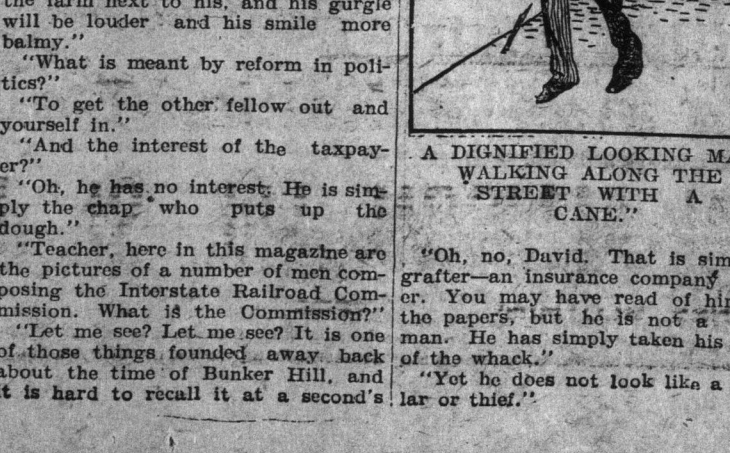 the farm next to his, and his gurgle
will be louder and his smile more
balmy."
"What is meant by reform in poli-
tics?"
"To get the other fellow out and
yourself in."
"And the interest of the taxpay-
er?"
"Oh, he has no interest. He is sim-
ply the chap who puts up the
dough."
"Teacher, here in this magazine are
the pictures of a number of men com-
posing the Interstate Railroad Com-
mission. What is the Commission?"
"Let me see? Let me see? It is one
of those things founded away back
about the time of Bunker Hill, and
it is hard to recall it at a second's
A DIGNIFIED LOOKING MA
WALKING ALONG THE
STREET WITH A
CANE."
"Oh, no, David. That is sim
grafter—an insurance company
er. You may have read of him
the papers, but he is not a
man. He has simply taken his
of the whack."
"Yet he does not look like a
lar or thief."